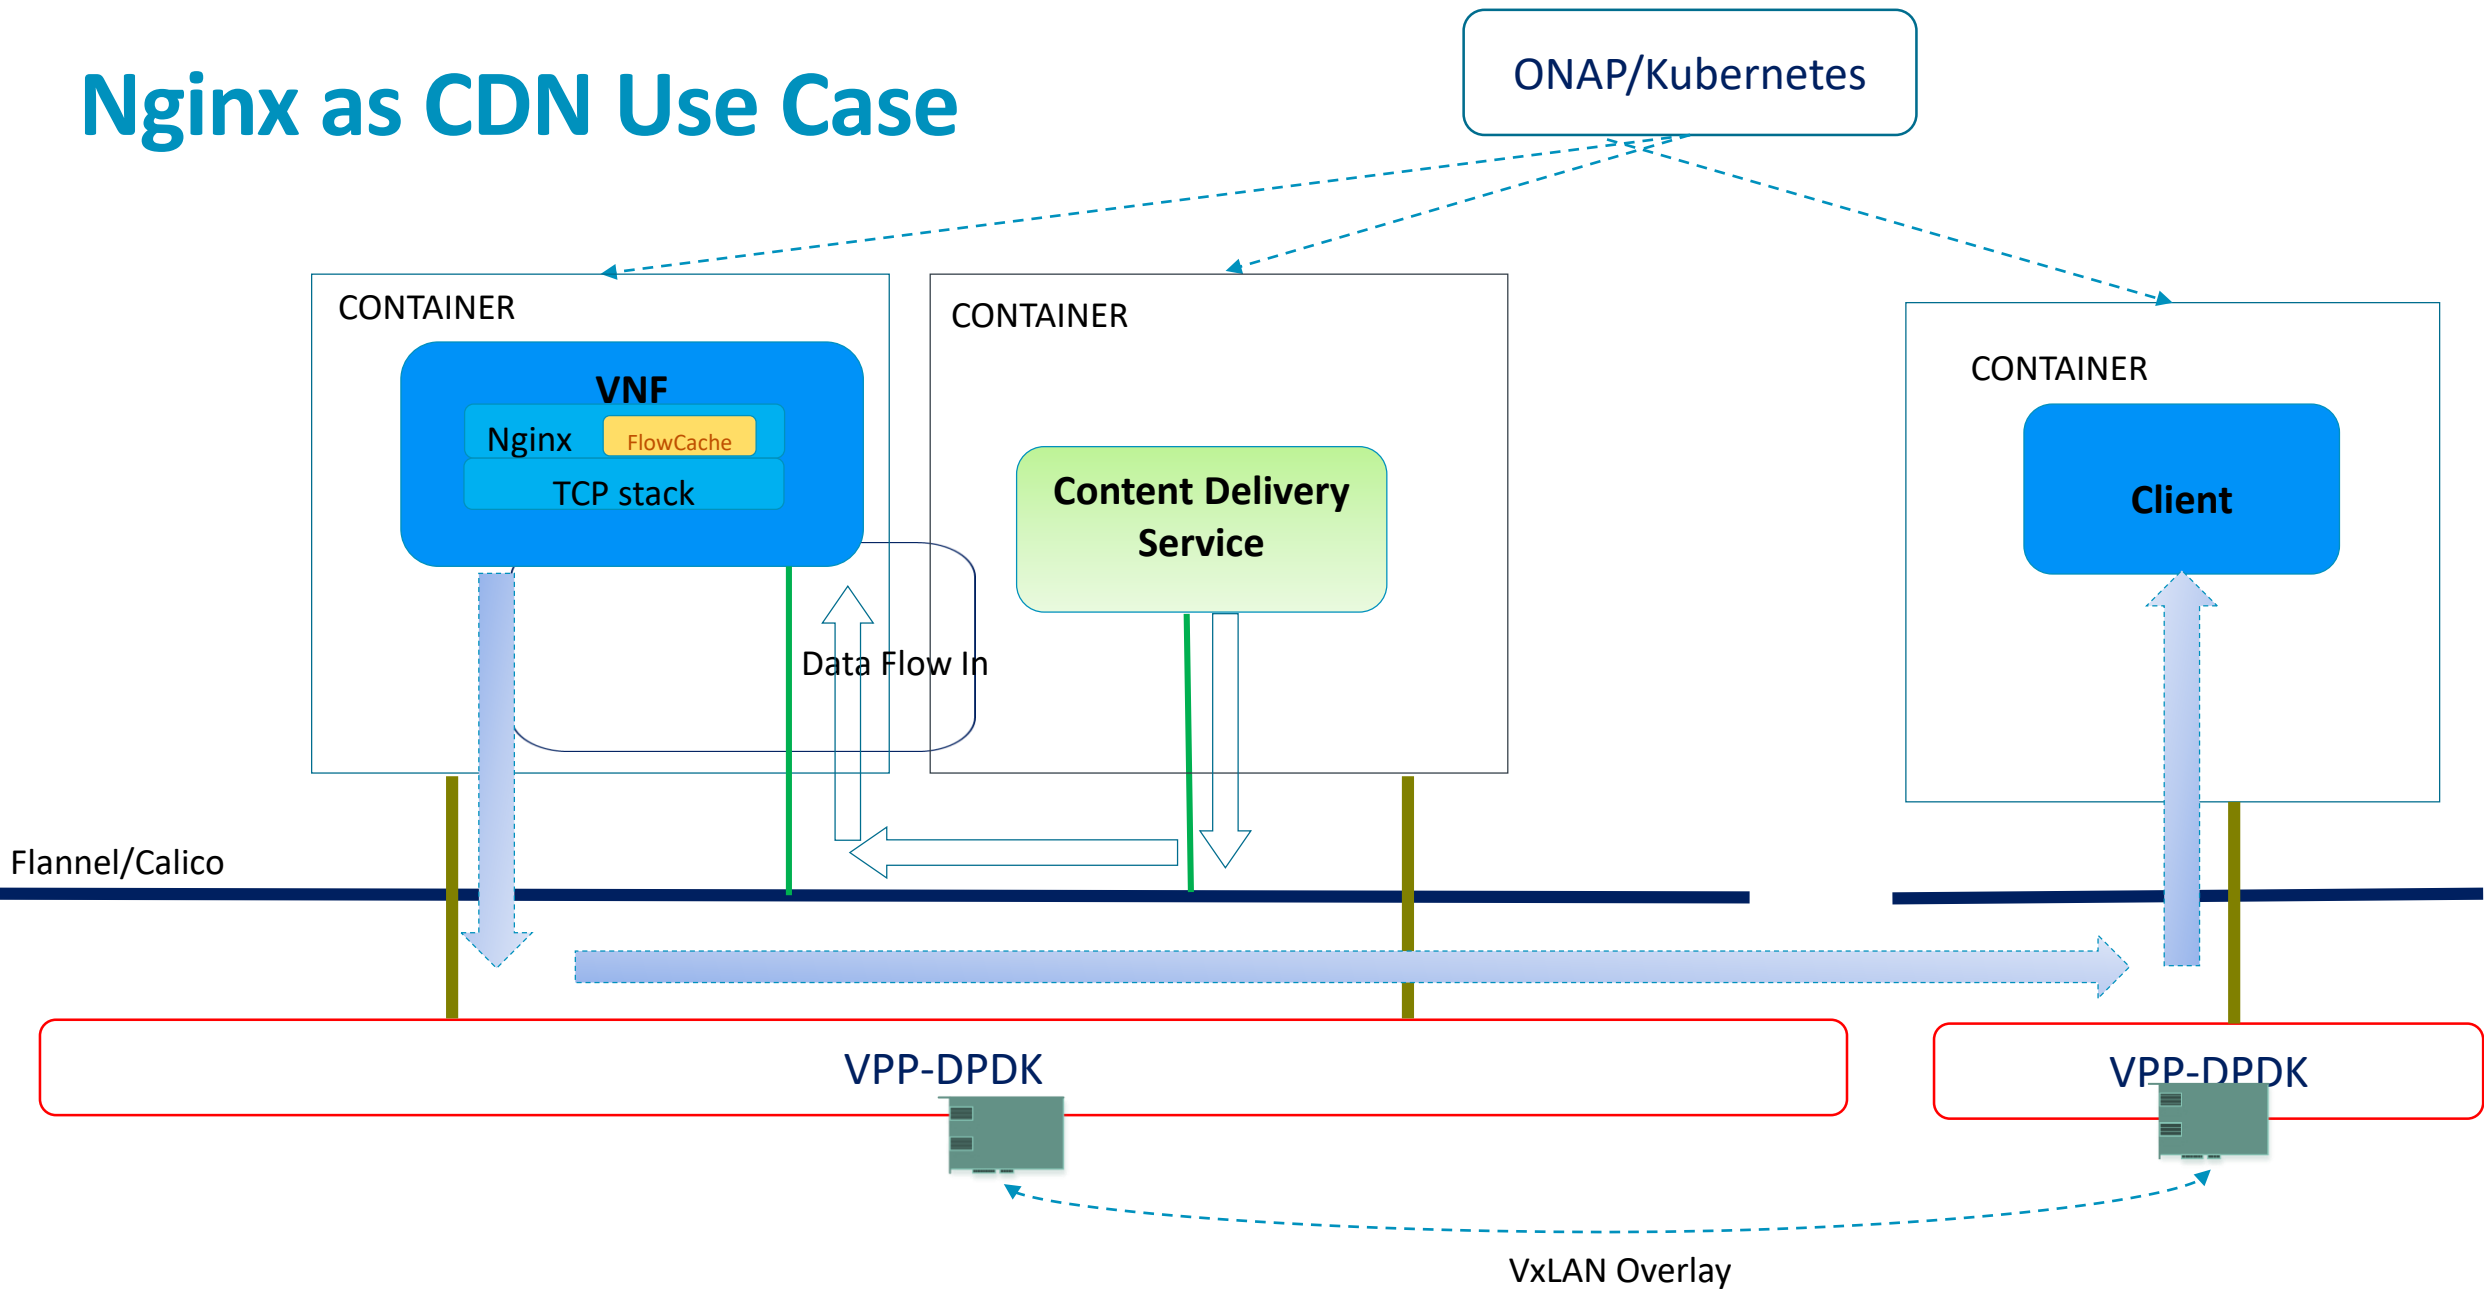 Nginx as CDN Use Case
ONAP/Kubernetes
CONTAINER
VNF
Nginx
FlowCache
TCP stack
CONTAINER
Content Delivery
Service
CONTAINER
Client
Data Flow In
Flannel/Calico
VPP-DPDK
VPP-DPDK
VxLAN Overlay